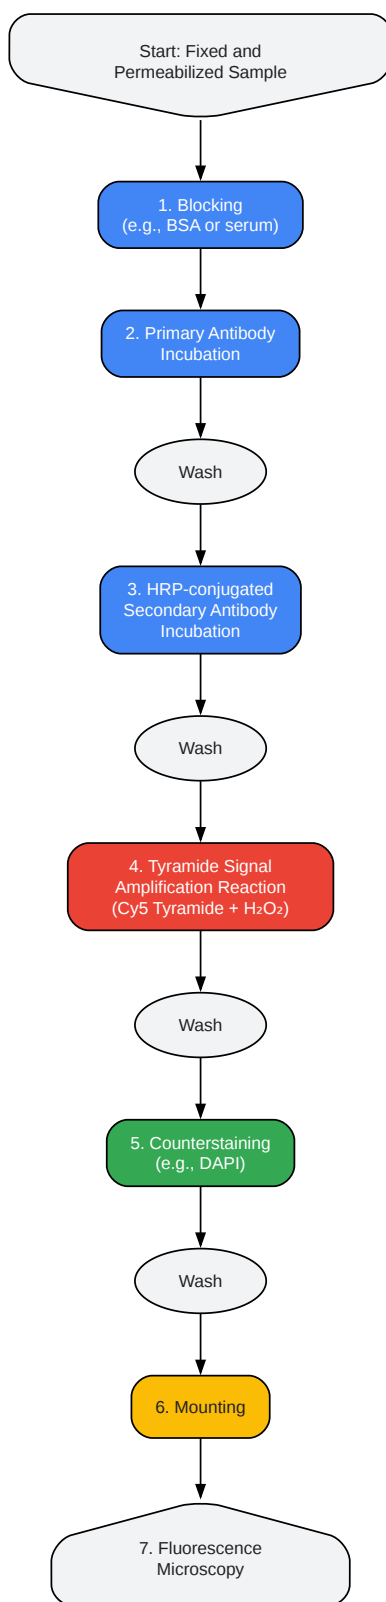 Start: Fixed and
Permeabilized Sample
1. Blocking
(e.g., BSA or serum)
2. Primary Antibody
Incubation
Wash
3. HRP-conjugated
Secondary Antibody
Incubation
Wash
4. Tyramide Signal
Amplification Reaction
(Cy5 Tyramide + H₂O₂)
Wash
5. Counterstaining
(e.g., DAPI)
Wash
6. Mounting
7. Fluorescence
Microscopy